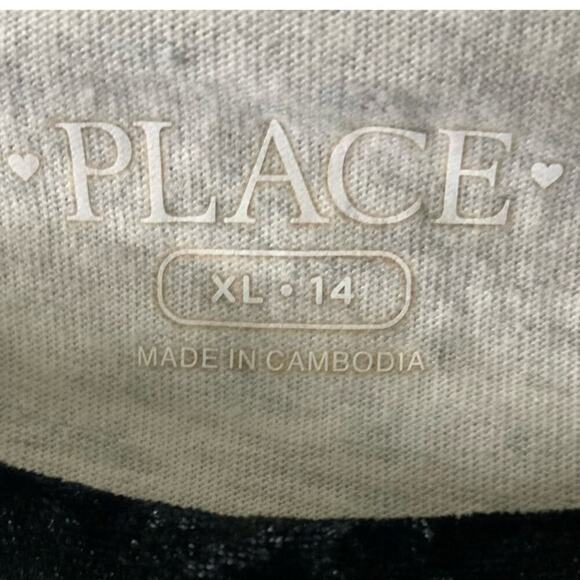 ♥PLACE♥
XL • 14
MADE IN CAMBODIA